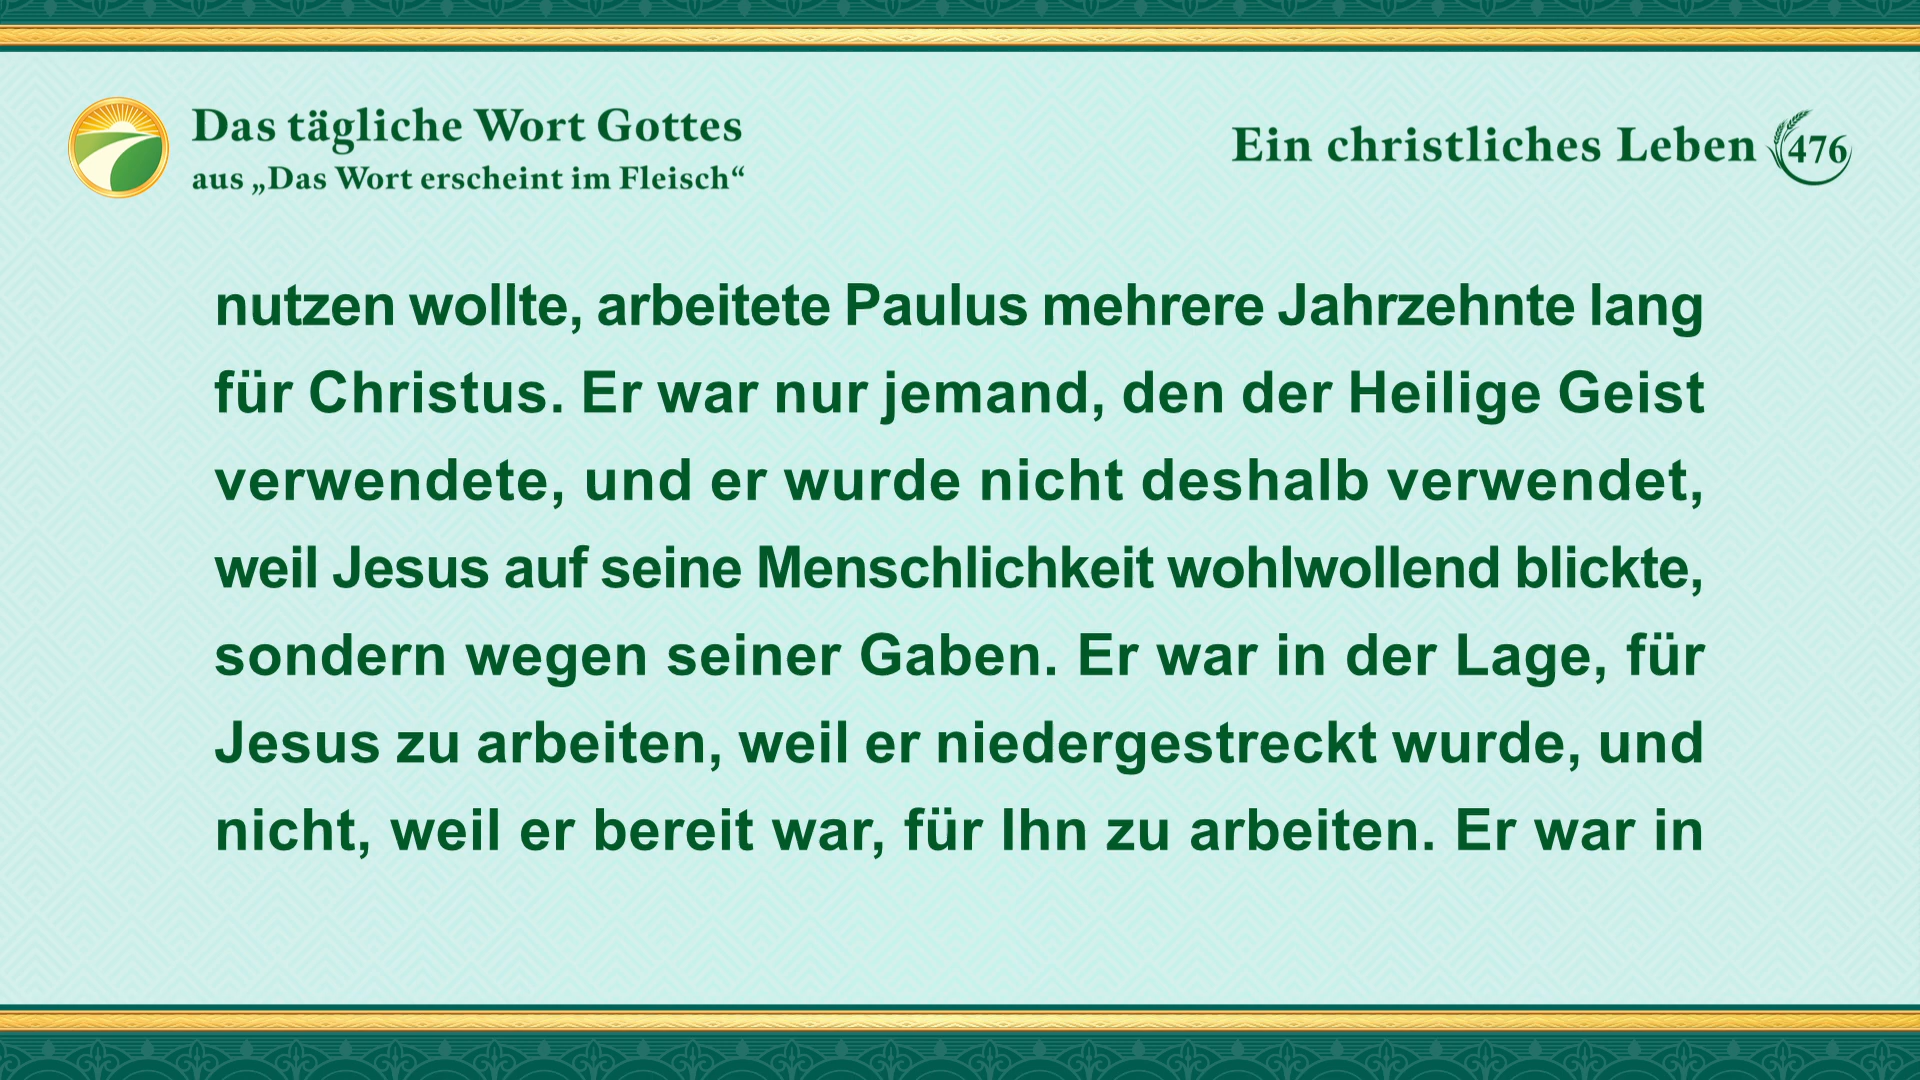 Das tägliche Wort Gottes
aus „Das Wort erscheint im Fleisch“
Ein christliches Leben 476
nutzen wollte, arbeitete Paulus mehrere Jahrzehnte lang
für Christus. Er war nur jemand, den der Heilige Geist
verwendete, und er wurde nicht deshalb verwendet,
weil Jesus auf seine Menschlichkeit wohlwollend blickte,
sondern wegen seiner Gaben. Er war in der Lage, für
Jesus zu arbeiten, weil er niedergestreckt wurde, und
nicht, weil er bereit war, für Ihn zu arbeiten. Er war in